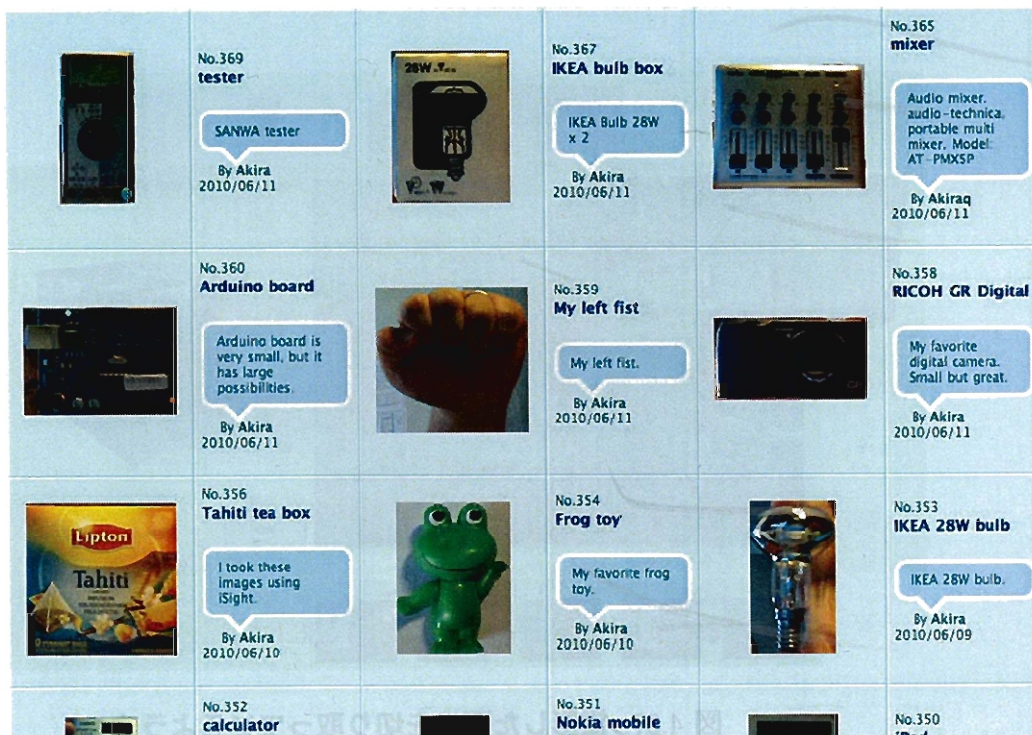 No.369
tester
SANWA tester
By Akira
2010/06/11
28W
No.367
IKEA bulb box
IKEA Bulb 28W
x 2
By Akira
2010/06/11
No.365
mixer
Audio mixer.
audio-technica.
portable multi
mixer. Model:
AT-PMX5P
By Akiraq
2010/06/11
No.360
Arduino board
Arduino board is
very small, but it
has large
possibilities.
By Akira
2010/06/11
No.359
My left fist
My left fist.
By Akira
2010/06/11
No.358
RICOH GR Digital
My favorite
digital camera.
Small but great.
By Akira
2010/06/11
Lipton
Tahiti
No.356
Tahiti tea box
I took these
images using
iSight.
By Akira
2010/06/10
No.354
Frog toy
My favorite frog
toy.
By Akira
2010/06/10
No.353
IKEA 28W bulb
IKEA 28W bulb.
By Akira
2010/06/09
No.352
calculator
No.351
Nokia mobile
No.350